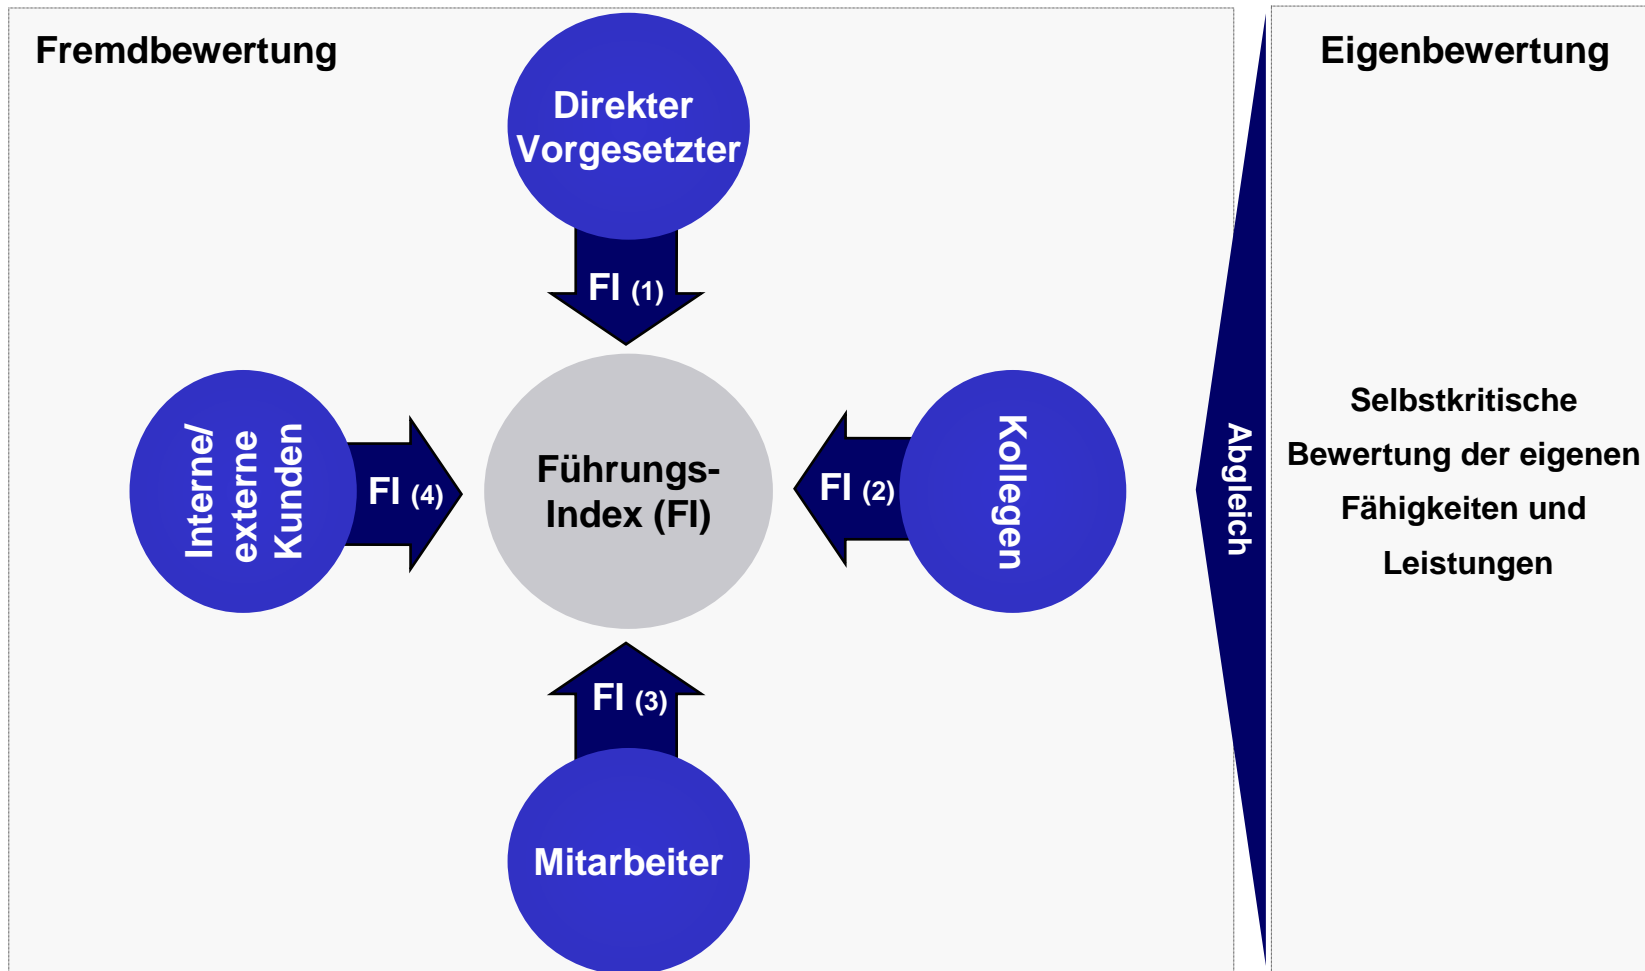 Fremdbewertung
Direkter
Vorgesetzter
FI (1)
Interne/
externe
Kunden
FI (4)
Führungs-
Index (FI)
FI (2)
Kollegen
FI (3)
Mitarbeiter
Abgleich
Eigenbewertung
Selbstkritische
Bewertung der eigenen
Fähigkeiten und
Leistungen